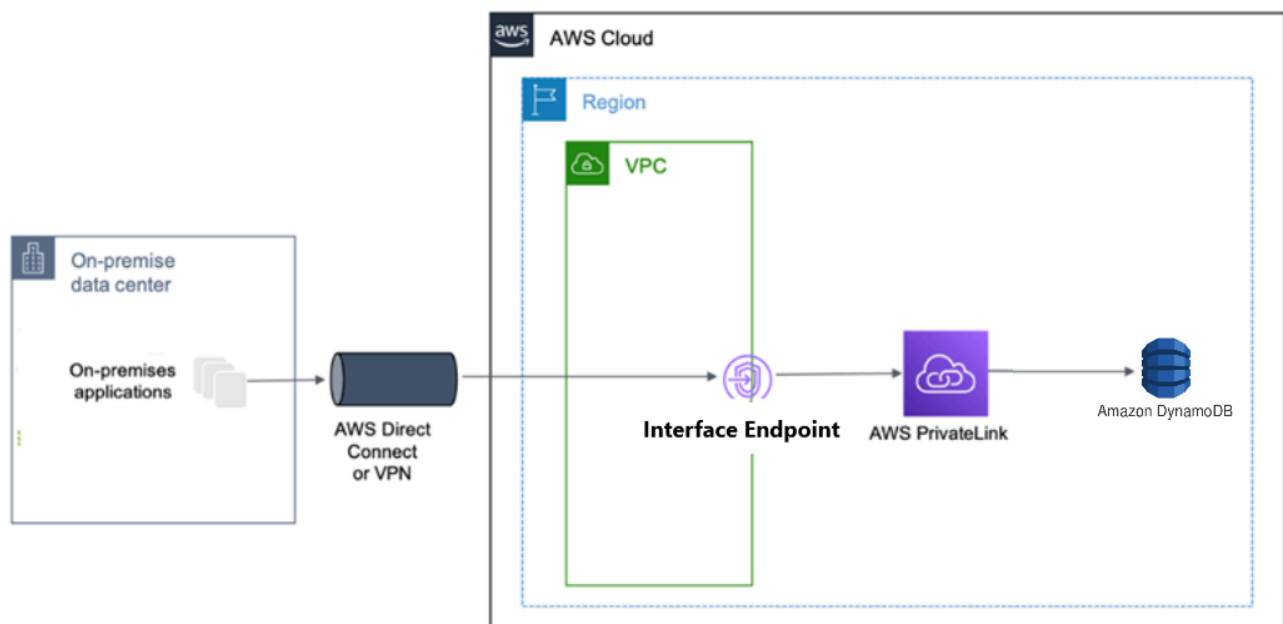 aws
AWS Cloud
Region
VPC
On-premise
data center
On-premises
applications
AWS Direct
Connect
or VPN
Interface Endpoint
AWS PrivateLink
Amazon DynamoDB